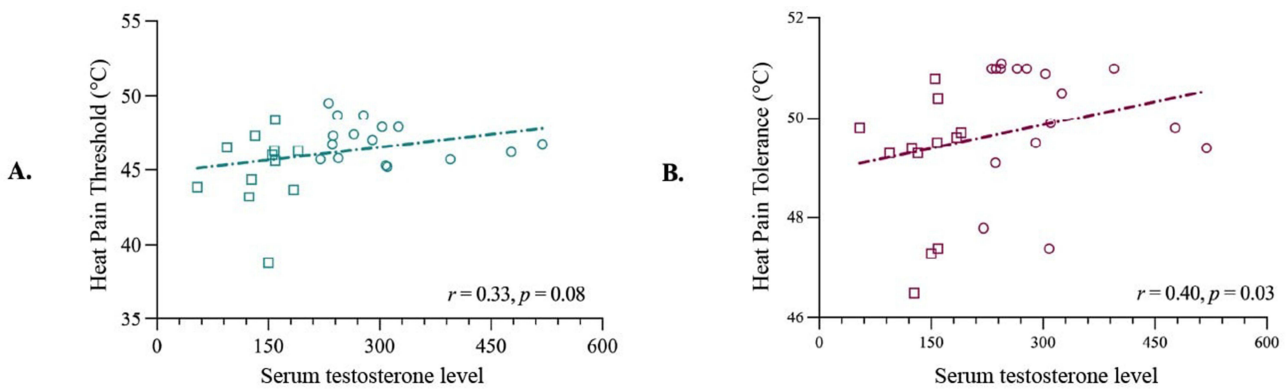 A.
Heat Pain Threshold (°C)
55
50
45
40
35
0
150
300
450
600
r = 0.33, p = 0.08
Serum testosterone level
B.
Heat Pain Tolerance (°C)
52
50
48
46
0
150
300
450
600
r = 0.40, p = 0.03
Serum testosterone level